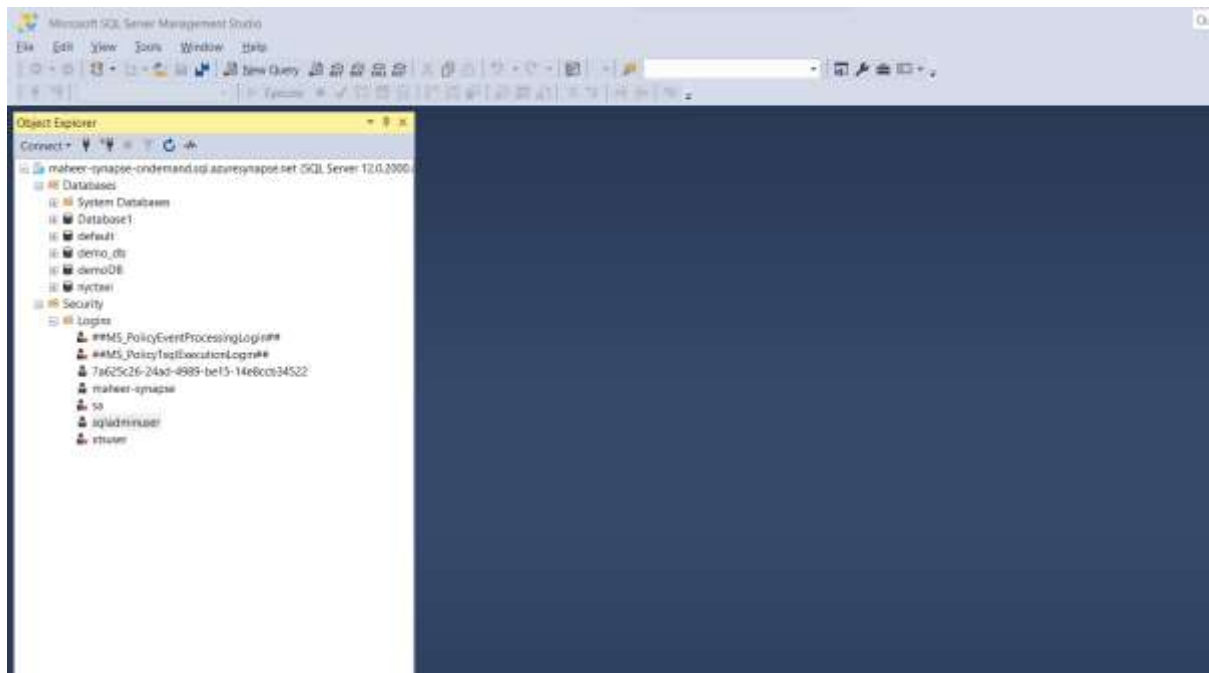 Microsoft SQL Server Management Studio
File Edit View Tools Window Help
New Query
Execute
Object Explorer
Connect
maheer-synapse-ondemand.sql.azuresynapse.net (SQL Server 12.0.2000.
Databases
System Databases
Database1
default
demo_db
demoDB
nyctaxi
Security
Logins
##MS_PolicyEventProcessingLogin##
##MS_PolicyTsqlExecutionLogin##
7a625c26-24ad-4989-be15-14e8ccb34522
maheer-synapse
sa
sqladminuser